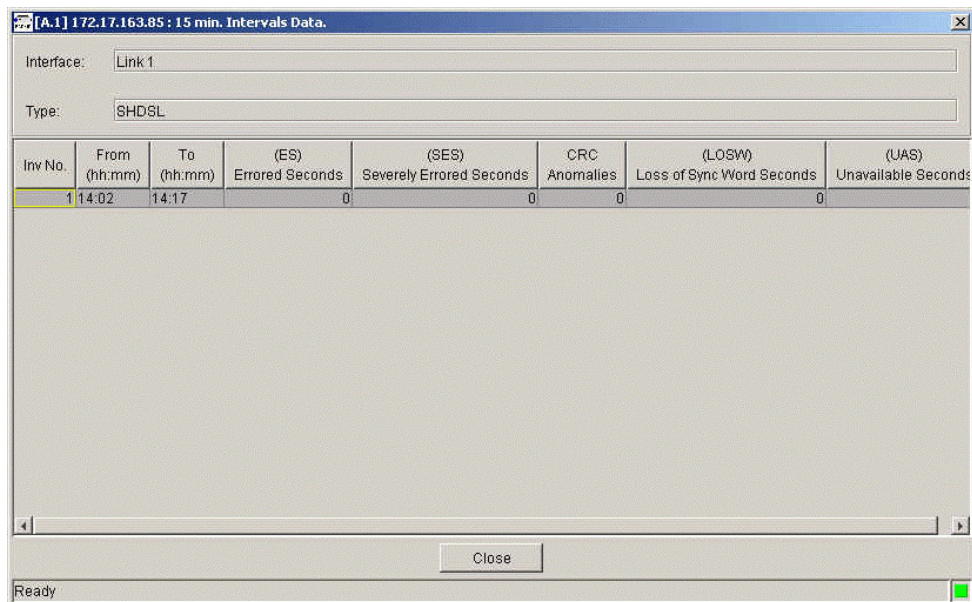 [A.1] 172.17.163.85 : 15 min. Intervals Data.
Interface: Link 1
Type: SHDSL
Inv No. From (hh:mm) To (hh:mm) (ES) Errored Seconds (SES) Severely Errored Seconds CRC Anomalies (LOSW) Loss of Sync Word Seconds (UAS) Unavailable Seconds
1 14:02 14:17 0 0 0 0
Close
Ready